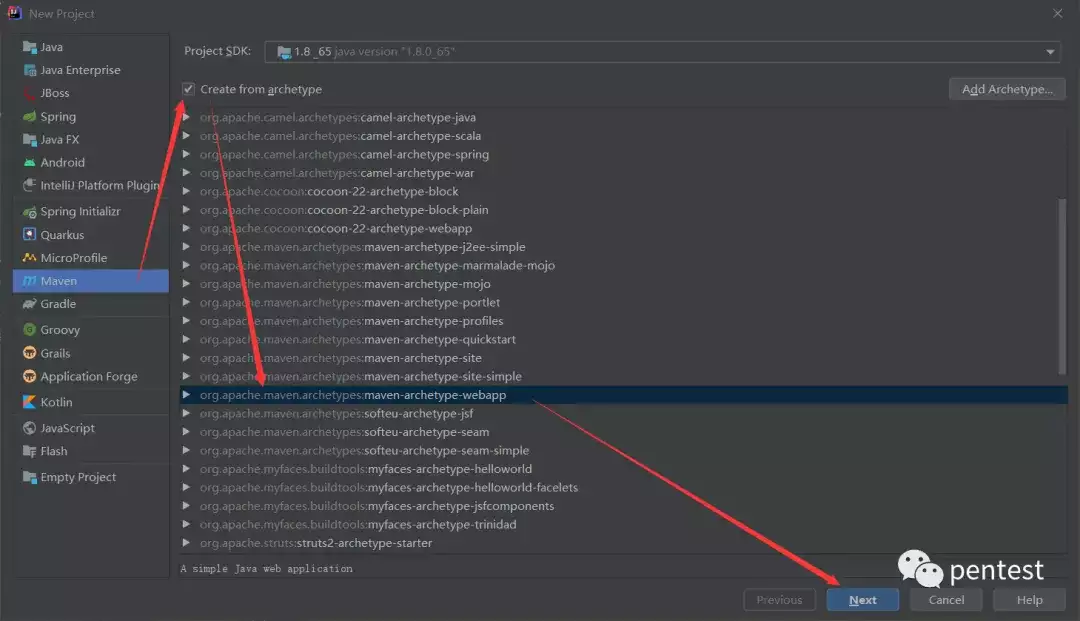 New Project
Java
Java Enterprise
JBoss
Spring
Java FX
Android
IntelliJ Platform Plugin
Spring Initializr
Quarkus
MicroProfile
Maven
Gradle
Groovy
Grails
Application Forge
Kotlin
JavaScript
Flash
Empty Project
Project SDK: 1.8 _65 java version "1.8.0_65"
Create from archetype
Add Archetype...
org.apache.camel.archetypes:camel-archetype-java
org.apache.camel.archetypes:camel-archetype-scala
org.apache.camel.archetypes:camel-archetype-spring
org.apache.camel.archetypes:camel-archetype-war
org.apache.cocoon:cocoon-22-archetype-block
org.apache.cocoon:cocoon-22-archetype-block-plain
org.apache.cocoon:cocoon-22-archetype-webapp
org.apache.maven.archetypes:maven-archetype-j2ee-simple
org.apache.maven.archetypes:maven-archetype-marmalade-mojo
org.apache.maven.archetypes:maven-archetype-mojo
org.apache.maven.archetypes:maven-archetype-portlet
org.apache.maven.archetypes:maven-archetype-profiles
org.apache.maven.archetypes:maven-archetype-quickstart
org.apache.maven.archetypes:maven-archetype-site
org.apache.maven.archetypes:maven-archetype-site-simple
org.apache.maven.archetypes:maven-archetype-webapp
org.apache.maven.archetypes:softeu-archetype-jsf
org.apache.maven.archetypes:softeu-archetype-seam
org.apache.maven.archetypes:softeu-archetype-seam-simple
org.apache.myfaces.buildtools:myfaces-archetype-helloworld
org.apache.myfaces.buildtools:myfaces-archetype-helloworld-facelets
org.apache.myfaces.buildtools:myfaces-archetype-jsfcomponents
org.apache.myfaces.buildtools:myfaces-archetype-trinidad
org.apache.struts:struts2-archetype-starter
A simple Java web application
pentest
Previous
Next
Cancel
Help